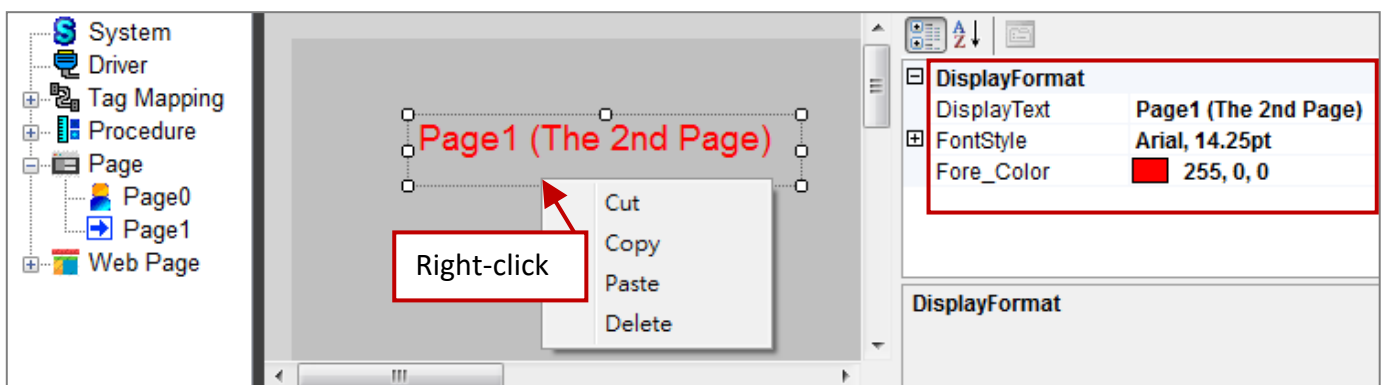 System
Driver
Tag Mapping
Procedure
Page
Page0
Page1
Web Page
Page1 (The 2nd Page)
Right-click
Cut
Copy
Paste
Delete
DisplayFormat
DisplayText Page1 (The 2nd Page)
FontStyle Arial, 14.25pt
Fore_Color 255, 0, 0
DisplayFormat